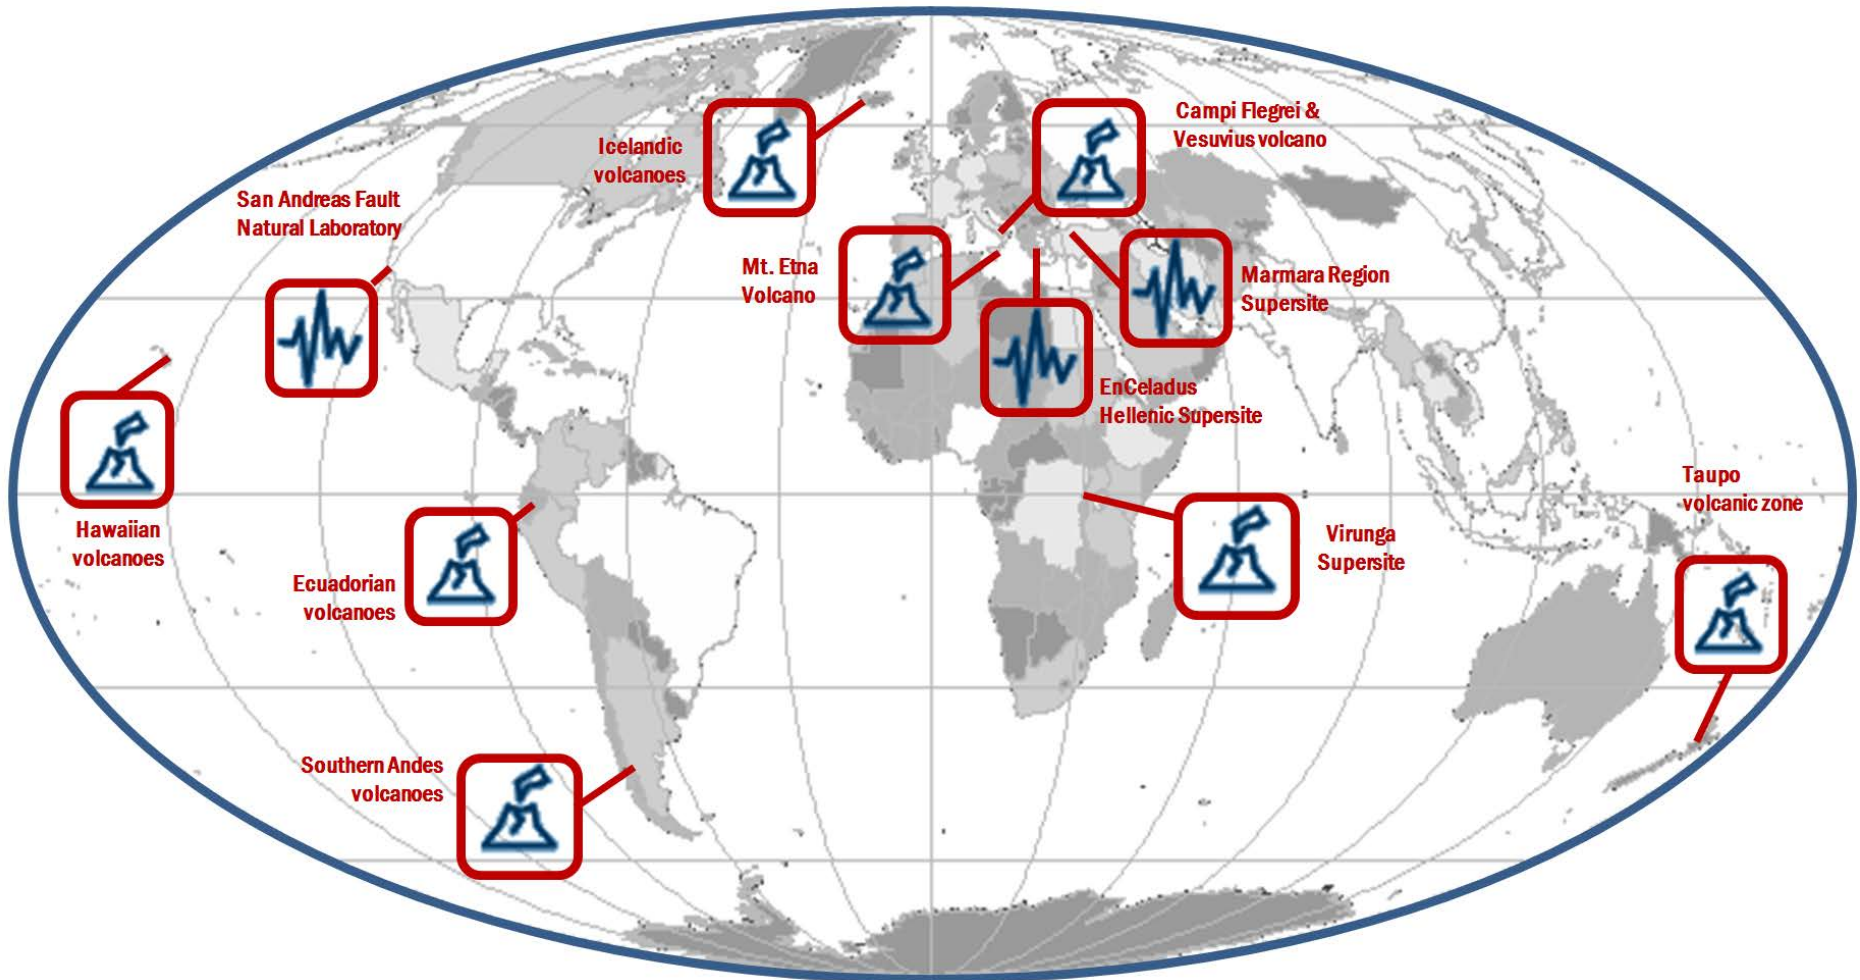 Campi Flegrei &
Vesuvius volcano
Icelandic
volcanoes
San Andreas Fault
Natural Laboratory
Mt. Etna
Volcano
Marmara Region
Supersite
EnCeladus
Hellenic Supersite
Taupo
volcanic zone
Hawaiian
volcanoes
Virunga
Supersite
Ecuadorian
volcanoes
Southern Andes
volcanoes